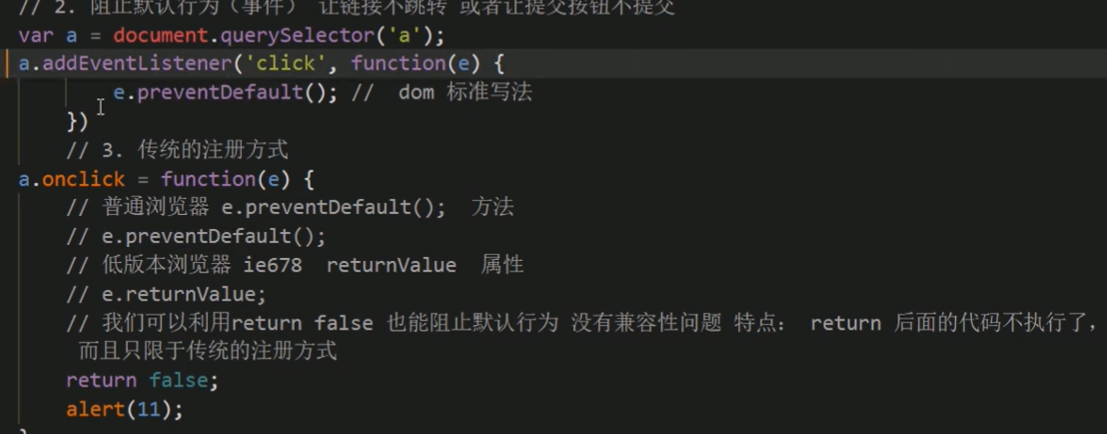 // 2. 阻止默认行为（事件） 让链接不跳转 或者让提交按钮不提交
var a = document.querySelector('a');
a.addEventListener('click', function(e) {
e.preventDefault(); //  dom 标准写法
})
// 3. 传统的注册方式
a.onclick = function(e) {
// 普通浏览器 e.preventDefault();  方法
// e.preventDefault();
// 低版本浏览器 ie678  returnValue  属性
// e.returnValue;
// 我们可以利用return false 也能阻止默认行为 没有兼容性问题 特点： return 后面的代码不执行了，
而且只限于传统的注册方式
return false;
alert(11);